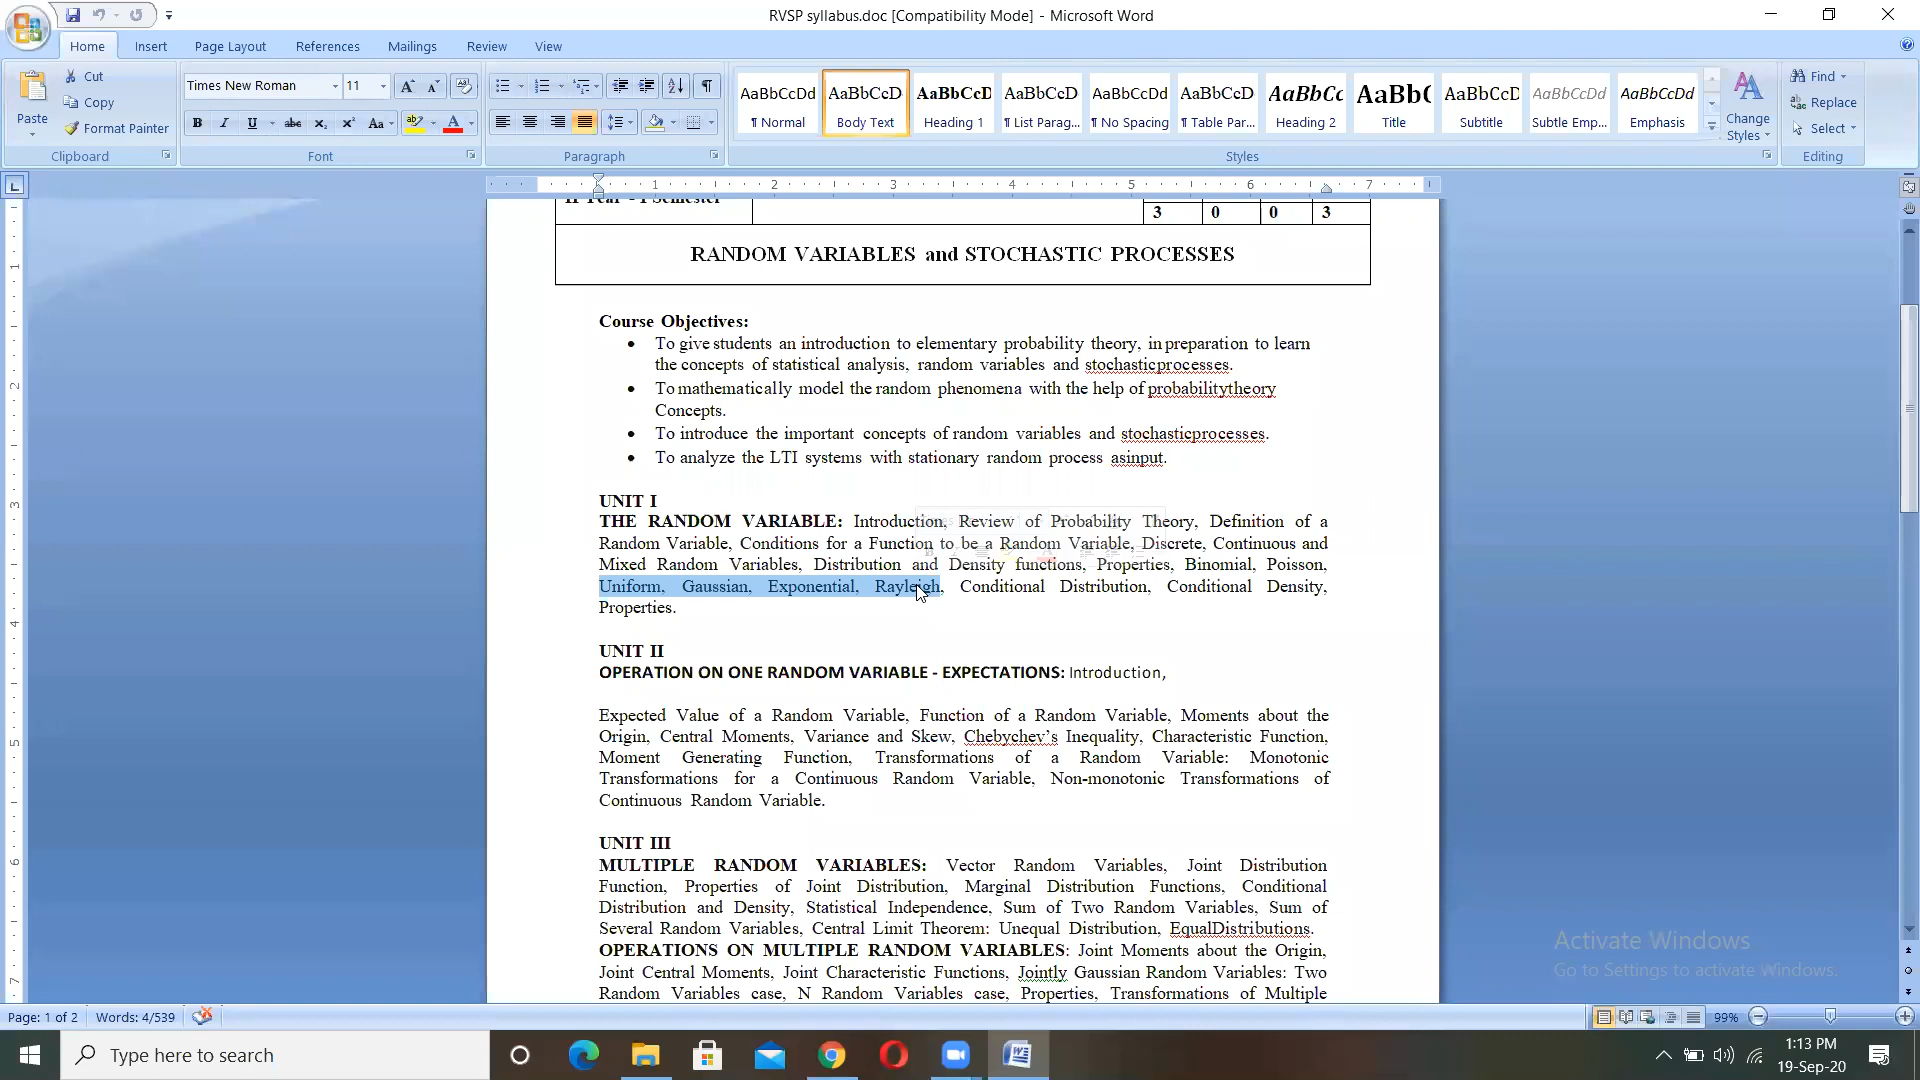 RVSP syllabus.doc [Compatibility Mode] - Microsoft Word
Home Insert Page Layout References Mailings Review View
Paste
Cut
Copy
Format Painter
Clipboard
Times New Roman 11
Font
Paragraph
AaBbCcDd AaBbCcD AaBbCcD AaBbCcD AaBbCcDd AaBbCcD AaBbCc AaBb( AaBbCcD AaBbCcDd AaBbCcDd
¶ Normal Body Text Heading 1 ¶ List Parag... ¶ No Spacing ¶ Table Par... Heading 2 Title Subtitle Subtle Emp... Emphasis
Styles
Change Styles
Find
Replace
Select
Editing
1 2 3 4 5 6 7
II Year - I Semester
3 0 0 3
RANDOM VARIABLES and STOCHASTIC PROCESSES
Course Objectives:
• To give students an introduction to elementary probability theory, in preparation to learn
the concepts of statistical analysis, random variables and stochasticprocesses.
• To mathematically model the random phenomena with the help of probabilitytheory
Concepts.
• To introduce the important concepts of random variables and stochasticprocesses.
• To analyze the LTI systems with stationary random process asinput.
UNIT I
THE RANDOM VARIABLE: Introduction, Review of Probability Theory, Definition of a
Random Variable, Conditions for a Function to be a Random Variable, Discrete, Continuous and
Mixed Random Variables, Distribution and Density functions, Properties, Binomial, Poisson,
Uniform, Gaussian, Exponential, Rayleigh, Conditional Distribution, Conditional Density,
Properties.
UNIT II
OPERATION ON ONE RANDOM VARIABLE - EXPECTATIONS: Introduction,
Expected Value of a Random Variable, Function of a Random Variable, Moments about the
Origin, Central Moments, Variance and Skew, Chebychev's Inequality, Characteristic Function,
Moment Generating Function, Transformations of a Random Variable: Monotonic
Transformations for a Continuous Random Variable, Non-monotonic Transformations of
Continuous Random Variable.
UNIT III
MULTIPLE RANDOM VARIABLES: Vector Random Variables, Joint Distribution
Function, Properties of Joint Distribution, Marginal Distribution Functions, Conditional
Distribution and Density, Statistical Independence, Sum of Two Random Variables, Sum of
Several Random Variables, Central Limit Theorem: Unequal Distribution, EqualDistributions.
OPERATIONS ON MULTIPLE RANDOM VARIABLES: Joint Moments about the Origin,
Joint Central Moments, Joint Characteristic Functions, Jointly Gaussian Random Variables: Two
Random Variables case, N Random Variables case, Properties, Transformations of Multiple
Activate Windows
Go to Settings to activate Windows.
Page: 1 of 2 Words: 4/539 99%
Type here to search
1:13 PM
19-Sep-20